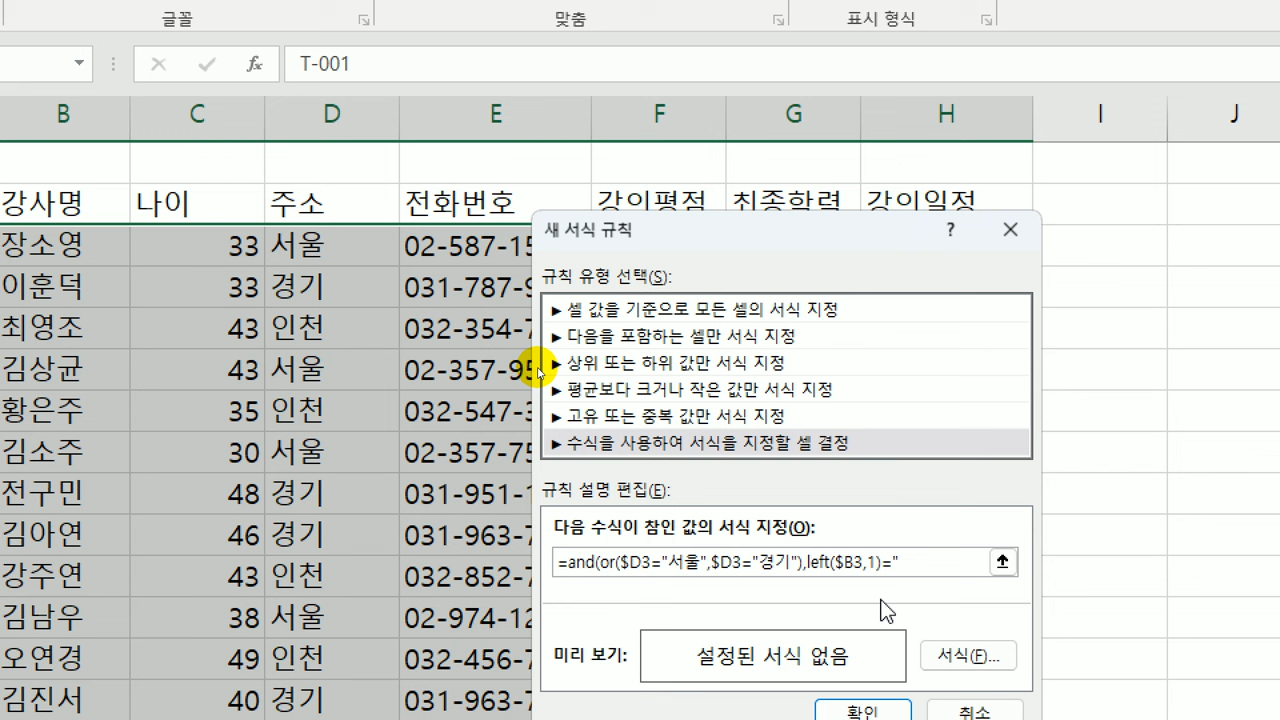 글꼴 맞춤 표시 형식
fx T-001
B C D E F G H I J
강사명 나이 주소 전화번호 강의평점 최종학력 강의일정
장소영 33 서울 02-587-15
이훈덕 33 경기 031-787-9
최영조 43 인천 032-354-7
김상균 43 서울 02-357-95
황은주 35 인천 032-547-3
김소주 30 서울 02-357-75
전구민 48 경기 031-951-1
김아연 46 경기 031-963-7
강주연 43 인천 032-852-7
김남우 38 서울 02-974-12
오연경 49 인천 032-456-7
김진서 40 경기 031-963-7
새 서식 규칙 ?
규칙 유형 선택(S):
► 셀 값을 기준으로 모든 셀의 서식 지정
► 다음을 포함하는 셀만 서식 지정
► 상위 또는 하위 값만 서식 지정
► 평균보다 크거나 작은 값만 서식 지정
► 고유 또는 중복 값만 서식 지정
► 수식을 사용하여 서식을 지정할 셀 결정
규칙 설명 편집(E):
다음 수식이 참인 값의 서식 지정(O):
=and(or($D3="서울",$D3="경기"),left($B3,1)="
미리 보기: 설정된 서식 없음 서식(F)...
확인 취소